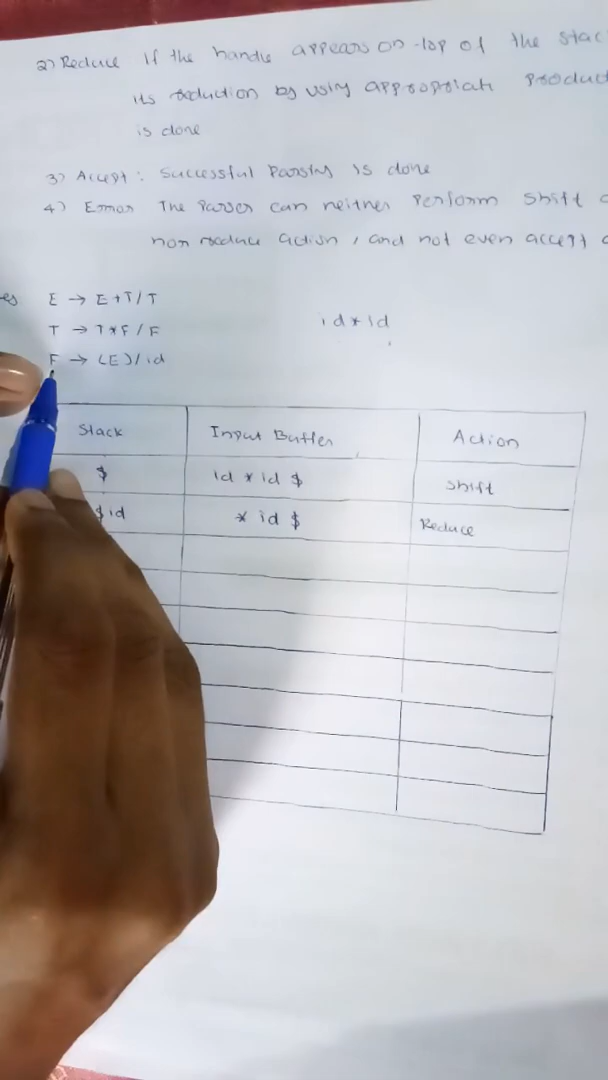 2) Reduce If the handle appears on top of the stac
its reduction by using appropriate product
is done
3) Accept : Successful Parsing is done
4) Error The Parser can neither perform shift
nor reduce action, and not even accept
es E → E+T/T
T → T*F/F id*id
F → (E)/id
Stack Input Buffer Action
$ id * id $ Shift
$id * id $ Reduce